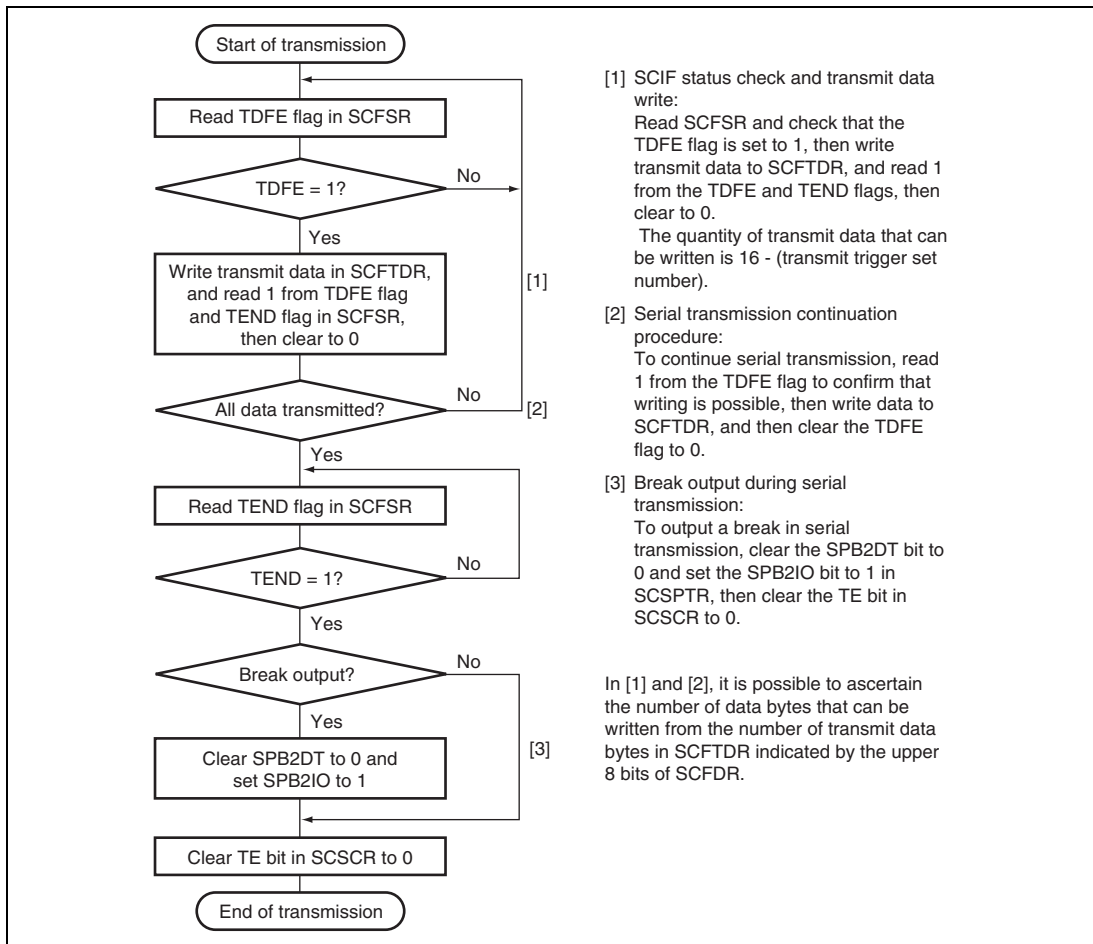 Start of transmission
Read TDFE flag in SCFSR
TDFE = 1?
No
Yes
Write transmit data in SCFTDR,
and read 1 from TDFE flag
and TEND flag in SCFSR,
then clear to 0
[1]
All data transmitted?
No
[2]
Yes
Read TEND flag in SCFSR
TEND = 1?
No
Yes
Break output?
No
Yes
Clear SPB2DT to 0 and
set SPB2IO to 1
[3]
Clear TE bit in SCSCR to 0
End of transmission
[1] SCIF status check and transmit data
write:
Read SCFSR and check that the
TDFE flag is set to 1, then write
transmit data to SCFTDR, and read 1
from the TDFE and TEND flags, then
clear to 0.
The quantity of transmit data that can
be written is 16 - (transmit trigger set
number).
[2] Serial transmission continuation
procedure:
To continue serial transmission, read
1 from the TDFE flag to confirm that
writing is possible, then write data to
SCFTDR, and then clear the TDFE
flag to 0.
[3] Break output during serial
transmission:
To output a break in serial
transmission, clear the SPB2DT bit to
0 and set the SPB2IO bit to 1 in
SCSPTR, then clear the TE bit in
SCSCR to 0.
In [1] and [2], it is possible to ascertain
the number of data bytes that can be
written from the number of transmit data
bytes in SCFTDR indicated by the upper
8 bits of SCFDR.